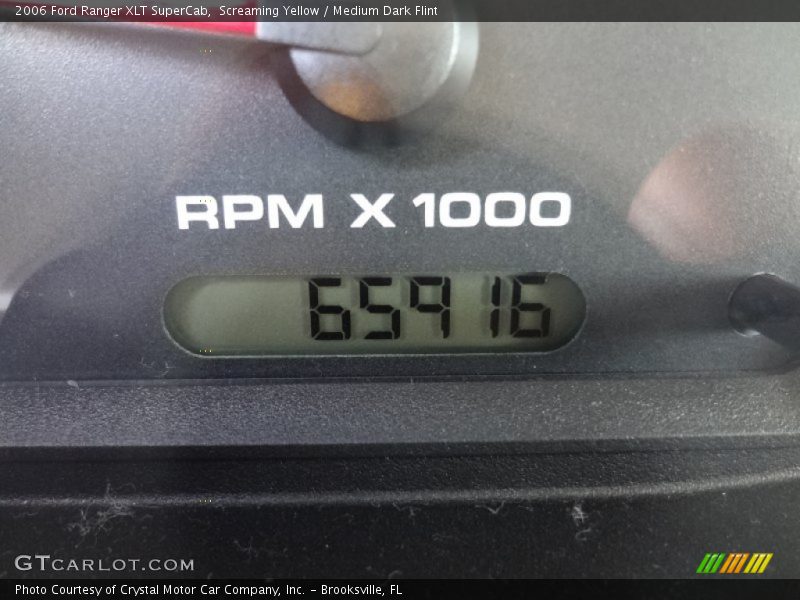 2006 Ford Ranger XLT SuperCab,  Screaming Yellow / Medium Dark Flint
RPM X 1000
65916
GTCARLOT.COM
Photo Courtesy of Crystal Motor Car Company, Inc. – Brooksville, FL